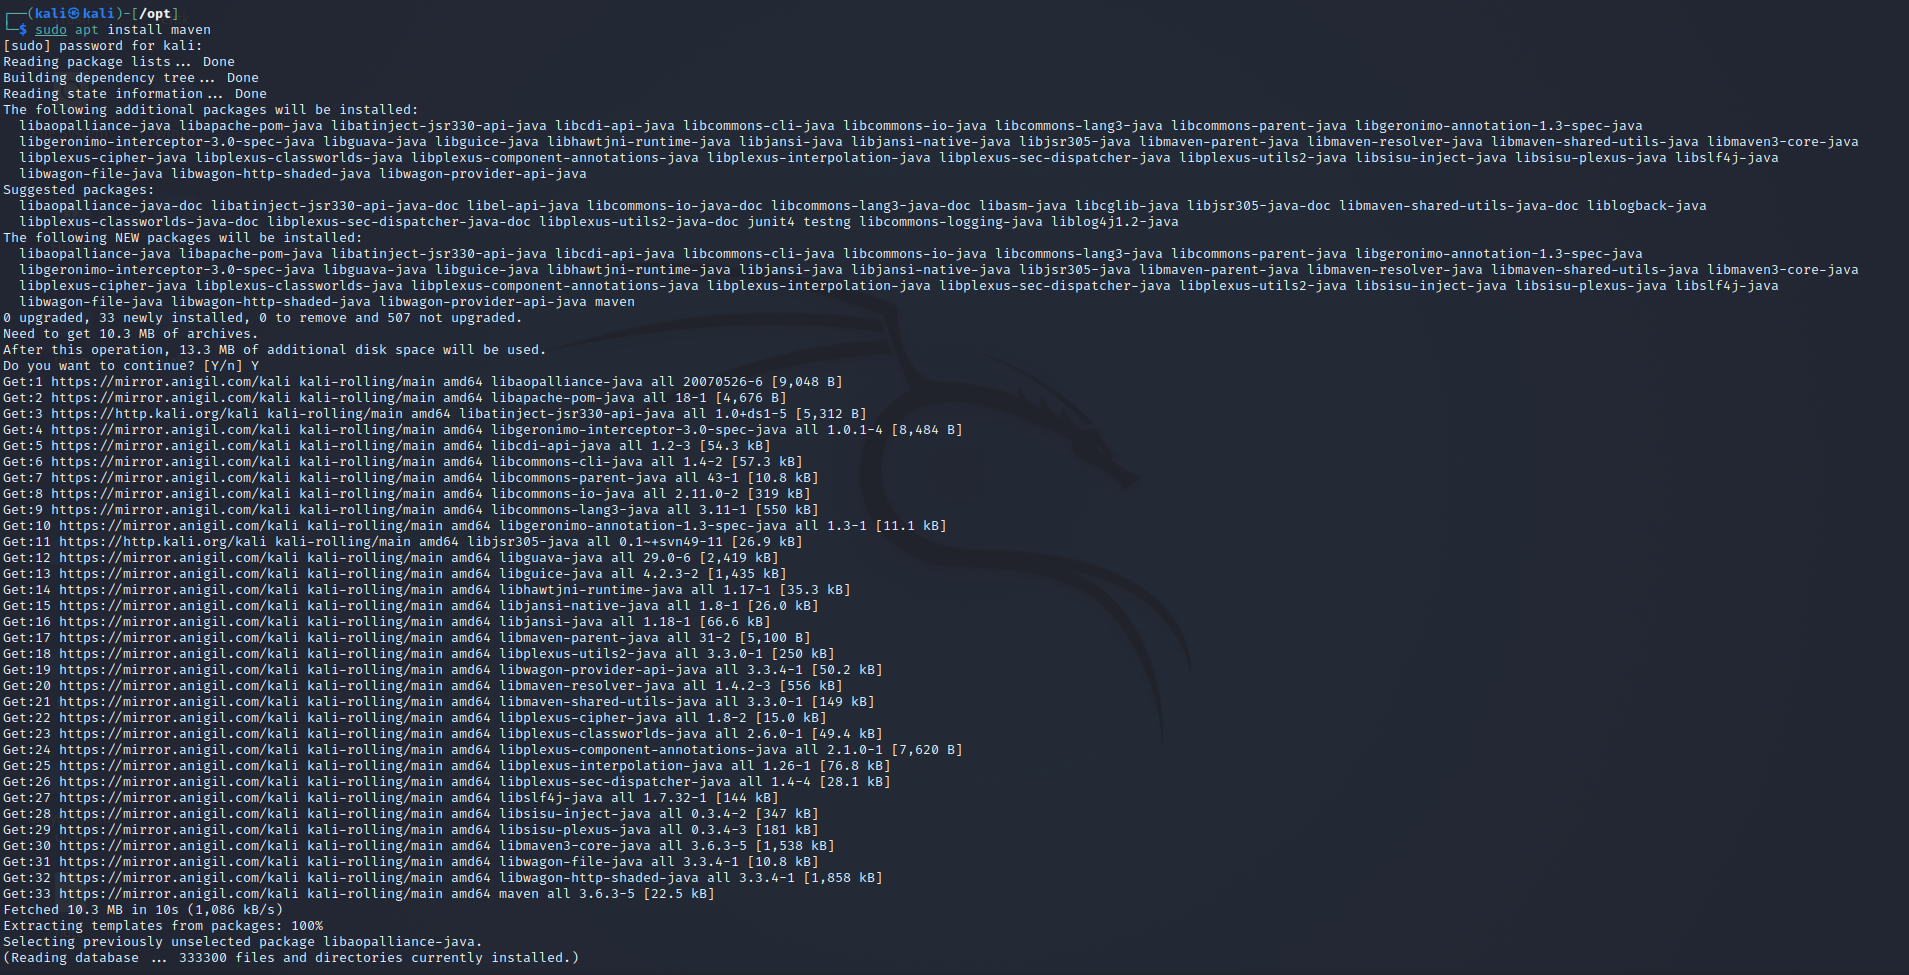 ┌──(kali㉿kali)-[/opt]
└─$ sudo apt install maven
[sudo] password for kali:
Reading package lists... Done
Building dependency tree... Done
Reading state information... Done
The following additional packages will be installed:
  libaopalliance-java libapache-pom-java libatinject-jsr330-api-java libcdi-api-java libcommons-cli-java libcommons-io-java libcommons-lang3-java libcommons-parent-java libgeronimo-annotation-1.3-spec-java
  libgeronimo-interceptor-3.0-spec-java libguava-java libguice-java libhawtjni-runtime-java libjansi-java libjansi-native-java libjsr305-java libmaven-parent-java libmaven-resolver-java libmaven-shared-utils-java libmaven3-core-java
  libplexus-cipher-java libplexus-classworlds-java libplexus-component-annotations-java libplexus-interpolation-java libplexus-sec-dispatcher-java libplexus-utils2-java libsisu-inject-java libsisu-plexus-java libslf4j-java
  libwagon-file-java libwagon-http-shaded-java libwagon-provider-api-java
Suggested packages:
  libaopalliance-java-doc libatinject-jsr330-api-java-doc libel-api-java libcommons-io-java-doc libcommons-lang3-java-doc libasm-java libcglib-java libjsr305-java-doc libmaven-shared-utils-java-doc liblogback-java
  libplexus-classworlds-java-doc libplexus-sec-dispatcher-java-doc libplexus-utils2-java-doc junit4 testng libcommons-logging-java liblog4j1.2-java
The following NEW packages will be installed:
  libaopalliance-java libapache-pom-java libatinject-jsr330-api-java libcdi-api-java libcommons-cli-java libcommons-io-java libcommons-lang3-java libcommons-parent-java libgeronimo-annotation-1.3-spec-java
  libgeronimo-interceptor-3.0-spec-java libguava-java libguice-java libhawtjni-runtime-java libjansi-java libjansi-native-java libjsr305-java libmaven-parent-java libmaven-resolver-java libmaven-shared-utils-java libmaven3-core-java
  libplexus-cipher-java libplexus-classworlds-java libplexus-component-annotations-java libplexus-interpolation-java libplexus-sec-dispatcher-java libplexus-utils2-java libsisu-inject-java libsisu-plexus-java libslf4j-java
  libwagon-file-java libwagon-http-shaded-java libwagon-provider-api-java maven
0 upgraded, 33 newly installed, 0 to remove and 507 not upgraded.
Need to get 10.3 MB of archives.
After this operation, 13.3 MB of additional disk space will be used.
Do you want to continue? [Y/n] Y
Get:1 https://mirror.anigil.com/kali kali-rolling/main amd64 libaopalliance-java all 20070526-6 [9,048 B]
Get:2 https://mirror.anigil.com/kali kali-rolling/main amd64 libapache-pom-java all 18-1 [4,676 B]
Get:3 https://http.kali.org/kali kali-rolling/main amd64 libatinject-jsr330-api-java all 1.0+ds1-5 [5,312 B]
Get:4 https://mirror.anigil.com/kali kali-rolling/main amd64 libgeronimo-interceptor-3.0-spec-java all 1.0.1-4 [8,484 B]
Get:5 https://mirror.anigil.com/kali kali-rolling/main amd64 libcdi-api-java all 1.2-3 [54.3 kB]
Get:6 https://mirror.anigil.com/kali kali-rolling/main amd64 libcommons-cli-java all 1.4-2 [57.3 kB]
Get:7 https://mirror.anigil.com/kali kali-rolling/main amd64 libcommons-parent-java all 43-1 [10.8 kB]
Get:8 https://mirror.anigil.com/kali kali-rolling/main amd64 libcommons-io-java all 2.11.0-2 [319 kB]
Get:9 https://mirror.anigil.com/kali kali-rolling/main amd64 libcommons-lang3-java all 3.11-1 [550 kB]
Get:10 https://mirror.anigil.com/kali kali-rolling/main amd64 libgeronimo-annotation-1.3-spec-java all 1.3-1 [11.1 kB]
Get:11 https://http.kali.org/kali kali-rolling/main amd64 libjsr305-java all 0.1~+svn49-11 [26.9 kB]
Get:12 https://mirror.anigil.com/kali kali-rolling/main amd64 libguava-java all 29.0-6 [2,419 kB]
Get:13 https://mirror.anigil.com/kali kali-rolling/main amd64 libguice-java all 4.2.3-2 [1,435 kB]
Get:14 https://mirror.anigil.com/kali kali-rolling/main amd64 libhawtjni-runtime-java all 1.17-1 [35.3 kB]
Get:15 https://mirror.anigil.com/kali kali-rolling/main amd64 libjansi-native-java all 1.8-1 [26.0 kB]
Get:16 https://mirror.anigil.com/kali kali-rolling/main amd64 libjansi-java all 1.18-1 [66.6 kB]
Get:17 https://mirror.anigil.com/kali kali-rolling/main amd64 libmaven-parent-java all 31-2 [5,100 B]
Get:18 https://mirror.anigil.com/kali kali-rolling/main amd64 libplexus-utils2-java all 3.3.0-1 [250 kB]
Get:19 https://mirror.anigil.com/kali kali-rolling/main amd64 libwagon-provider-api-java all 3.3.4-1 [50.2 kB]
Get:20 https://mirror.anigil.com/kali kali-rolling/main amd64 libmaven-resolver-java all 1.4.2-3 [556 kB]
Get:21 https://mirror.anigil.com/kali kali-rolling/main amd64 libmaven-shared-utils-java all 3.3.0-1 [149 kB]
Get:22 https://mirror.anigil.com/kali kali-rolling/main amd64 libplexus-cipher-java all 1.8-2 [15.0 kB]
Get:23 https://mirror.anigil.com/kali kali-rolling/main amd64 libplexus-classworlds-java all 2.6.0-1 [49.4 kB]
Get:24 https://mirror.anigil.com/kali kali-rolling/main amd64 libplexus-component-annotations-java all 2.1.0-1 [7,620 B]
Get:25 https://mirror.anigil.com/kali kali-rolling/main amd64 libplexus-interpolation-java all 1.26-1 [76.8 kB]
Get:26 https://mirror.anigil.com/kali kali-rolling/main amd64 libplexus-sec-dispatcher-java all 1.4-4 [28.1 kB]
Get:27 https://mirror.anigil.com/kali kali-rolling/main amd64 libslf4j-java all 1.7.32-1 [144 kB]
Get:28 https://mirror.anigil.com/kali kali-rolling/main amd64 libsisu-inject-java all 0.3.4-2 [347 kB]
Get:29 https://mirror.anigil.com/kali kali-rolling/main amd64 libsisu-plexus-java all 0.3.4-3 [181 kB]
Get:30 https://mirror.anigil.com/kali kali-rolling/main amd64 libmaven3-core-java all 3.6.3-5 [1,538 kB]
Get:31 https://mirror.anigil.com/kali kali-rolling/main amd64 libwagon-file-java all 3.3.4-1 [10.8 kB]
Get:32 https://mirror.anigil.com/kali kali-rolling/main amd64 libwagon-http-shaded-java all 3.3.4-1 [1,858 kB]
Get:33 https://mirror.anigil.com/kali kali-rolling/main amd64 maven all 3.6.3-5 [22.5 kB]
Fetched 10.3 MB in 10s (1,086 kB/s)
Extracting templates from packages: 100%
Selecting previously unselected package libaopalliance-java.
(Reading database ... 333300 files and directories currently installed.)